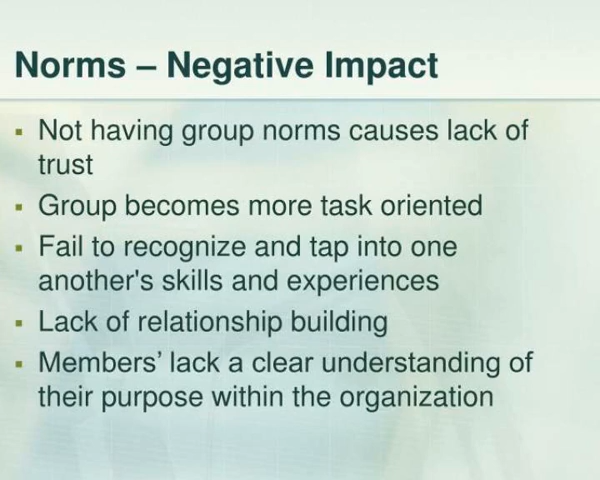 Norms – Negative Impact
Not having group norms causes lack of
trust
Group becomes more task oriented
Fail to recognize and tap into one
another's skills and experiences
Lack of relationship building
Members’ lack a clear understanding of
their purpose within the organization